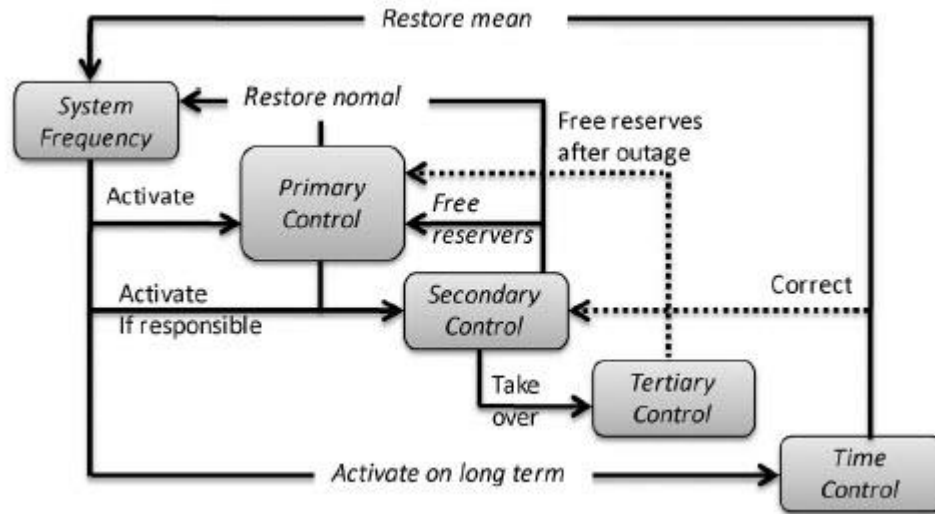 Restore mean
System
Frequency
Restore nomal
Free reserves
after outage
Activate
Primary
Control
Free
reservers
Activate
If responsible
Secondary
Control
Correct
Take
over
Tertiary
Control
Activate on long term
Time
Control